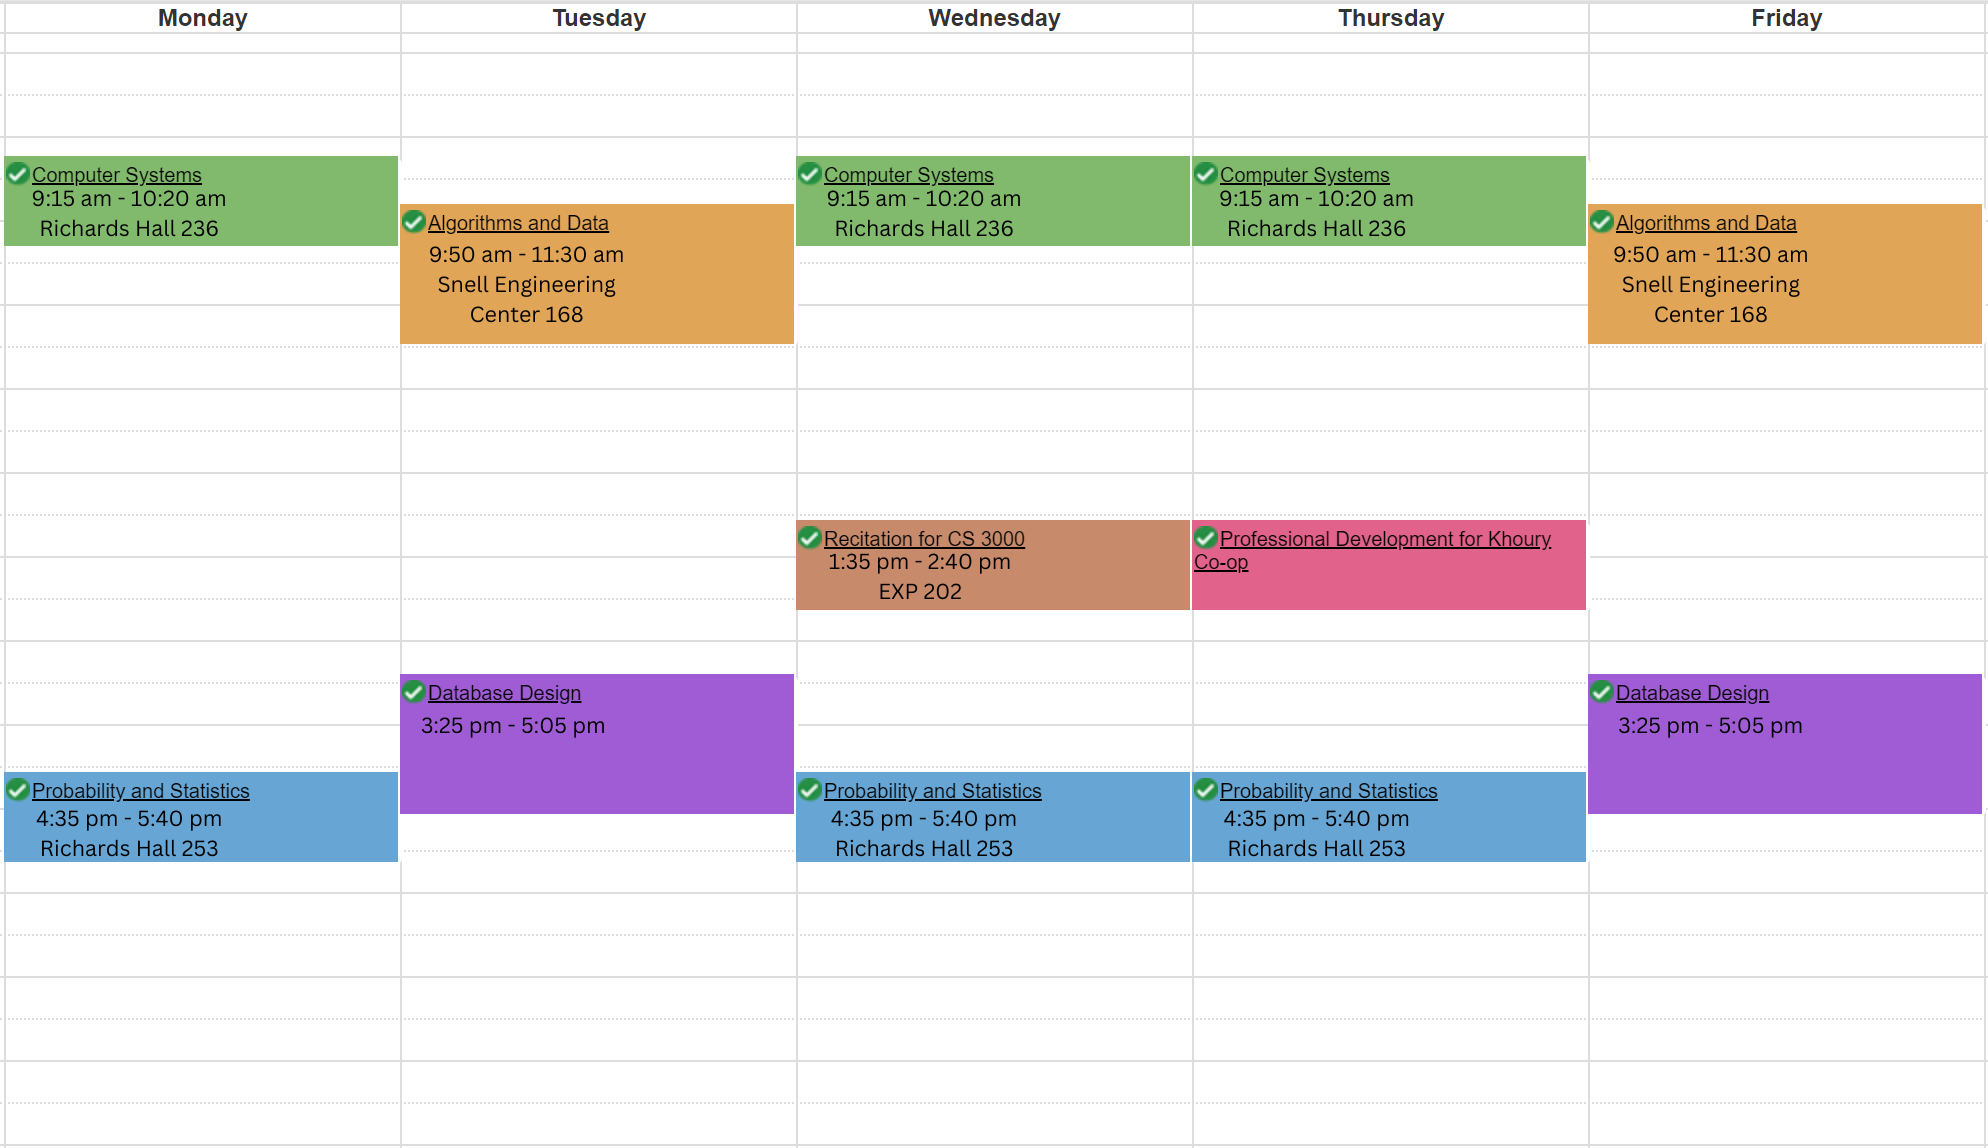 Monday
Tuesday
Wednesday
Thursday
Friday
Computer Systems
9:15 am - 10:20 am
Richards Hall 236
Algorithms and Data
9:50 am - 11:30 am
Snell Engineering
Center 168
Computer Systems
9:15 am - 10:20 am
Richards Hall 236
Computer Systems
9:15 am - 10:20 am
Richards Hall 236
Algorithms and Data
9:50 am - 11:30 am
Snell Engineering
Center 168
Recitation for CS 3000
1:35 pm - 2:40 pm
EXP 202
Professional Development for Khoury
Co-op
Database Design
3:25 pm - 5:05 pm
Database Design
3:25 pm - 5:05 pm
Probability and Statistics
4:35 pm - 5:40 pm
Richards Hall 253
Probability and Statistics
4:35 pm - 5:40 pm
Richards Hall 253
Probability and Statistics
4:35 pm - 5:40 pm
Richards Hall 253